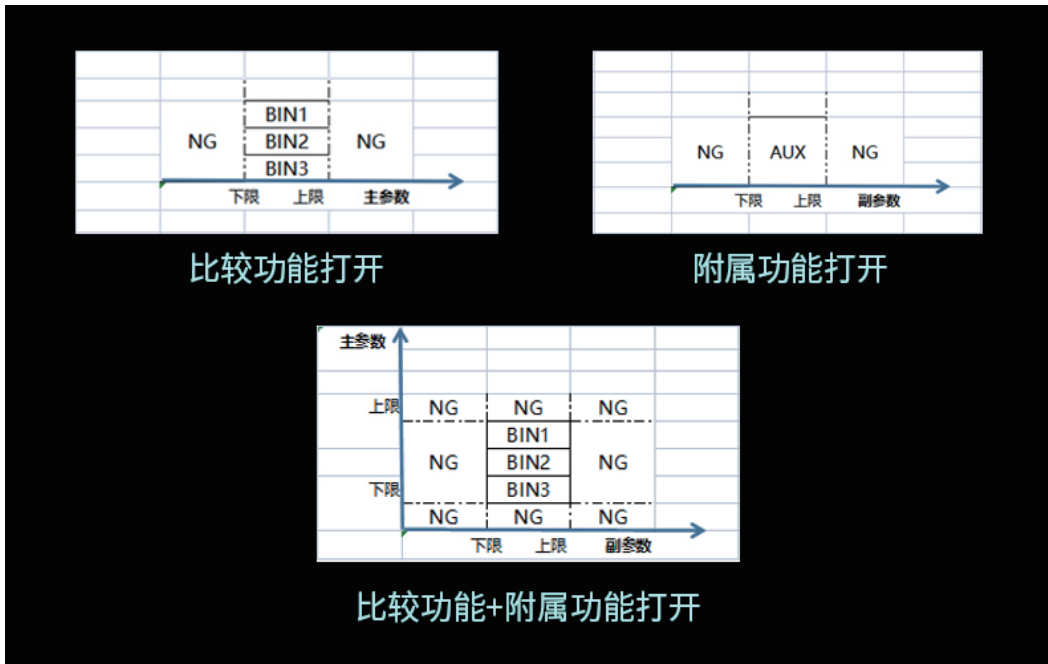 BIN1
NG BIN2 NG
BIN3
下限 上限 主参数
比较功能打开
NG AUX NG
下限 上限 副参数
附属功能打开
主参数
上限 NG NG NG
BIN1
NG BIN2 NG
下限 BIN3
NG NG NG
下限 上限 副参数
比较功能+附属功能打开